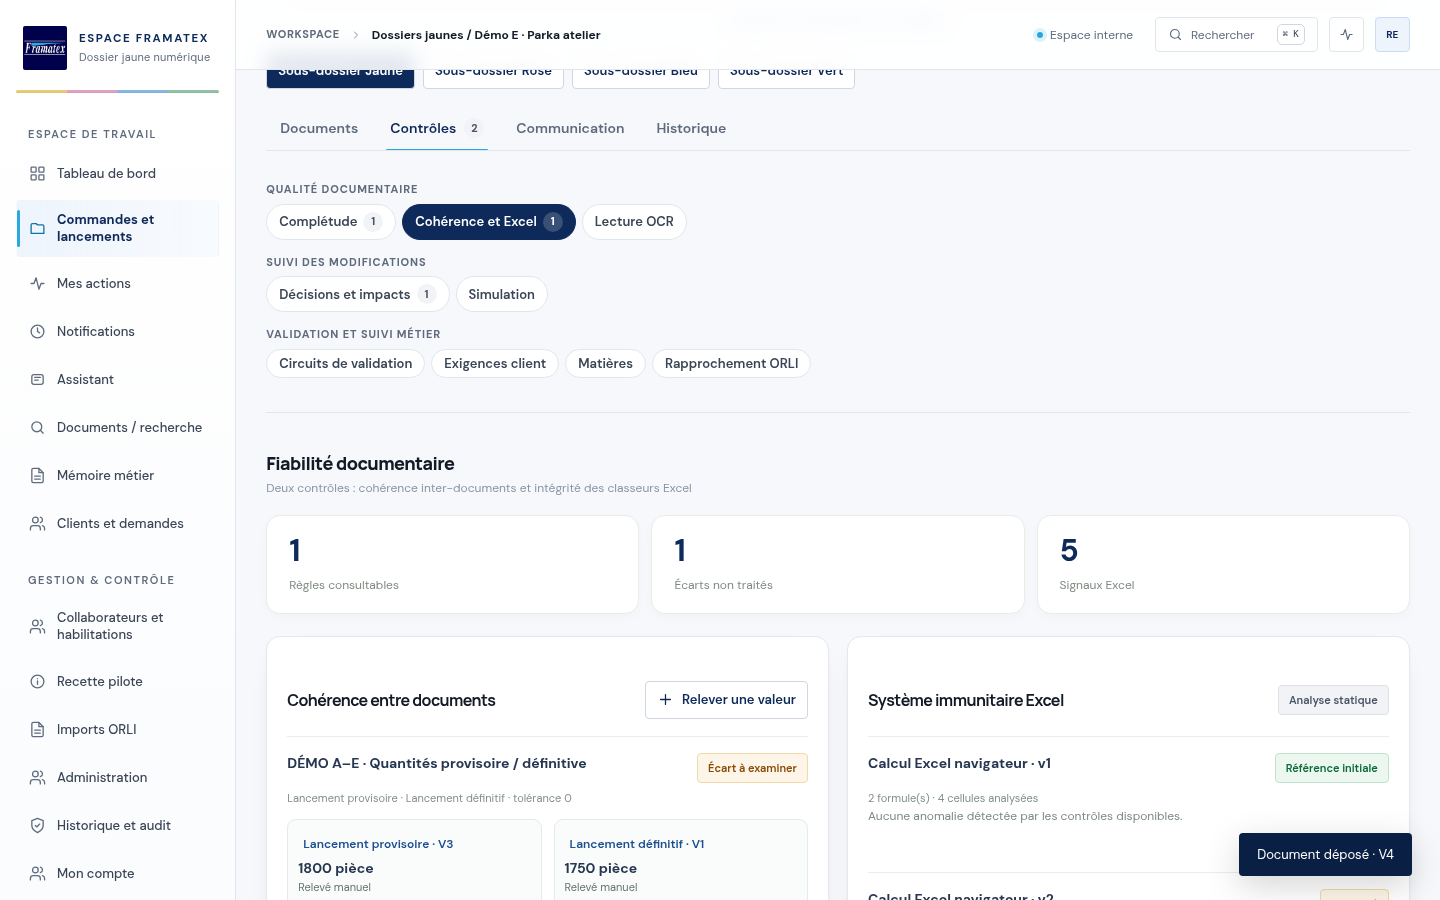 Framatex
ESPACE FRAMATEX
Dossier jaune numérique
WORKSPACE
Dossiers jaunes / Démo E · Parka atelier
Espace interne
Rechercher
⌘ K
RE
ESPACE DE TRAVAIL
Tableau de bord
Commandes et
lancements
Mes actions
Notifications
Assistant
Documents / recherche
Mémoire métier
Clients et demandes
GESTION & CONTRÔLE
Collaborateurs et
habilitations
Recette pilote
Imports ORLI
Administration
Historique et audit
Mon compte
Sous-dossier Jaune
Sous-dossier Rose
Sous-dossier Bleu
Sous-dossier Vert
Documents
Contrôles 2
Communication
Historique
QUALITÉ DOCUMENTAIRE
Complétude 1
Cohérence et Excel 1
Lecture OCR
SUIVI DES MODIFICATIONS
Décisions et impacts 1
Simulation
VALIDATION ET SUIVI MÉTIER
Circuits de validation
Exigences client
Matières
Rapprochement ORLI
Fiabilité documentaire
Deux contrôles : cohérence inter-documents et intégrité des classeurs Excel
1
Règles consultables
1
Écarts non traités
5
Signaux Excel
Cohérence entre documents
Relever une valeur
DÉMO A–E · Quantités provisoire / définitive
Écart à examiner
Lancement provisoire · Lancement définitif · tolérance 0
Lancement provisoire · V3
1800 pièce
Relevé manuel
Lancement définitif · V1
1750 pièce
Relevé manuel
Système immunitaire Excel
Analyse statique
Calcul Excel navigateur · v1
Référence initiale
2 formule(s) · 4 cellules analysées
Aucune anomalie détectée par les contrôles disponibles.
Calcul Excel navigateur · v2
Document déposé · V4